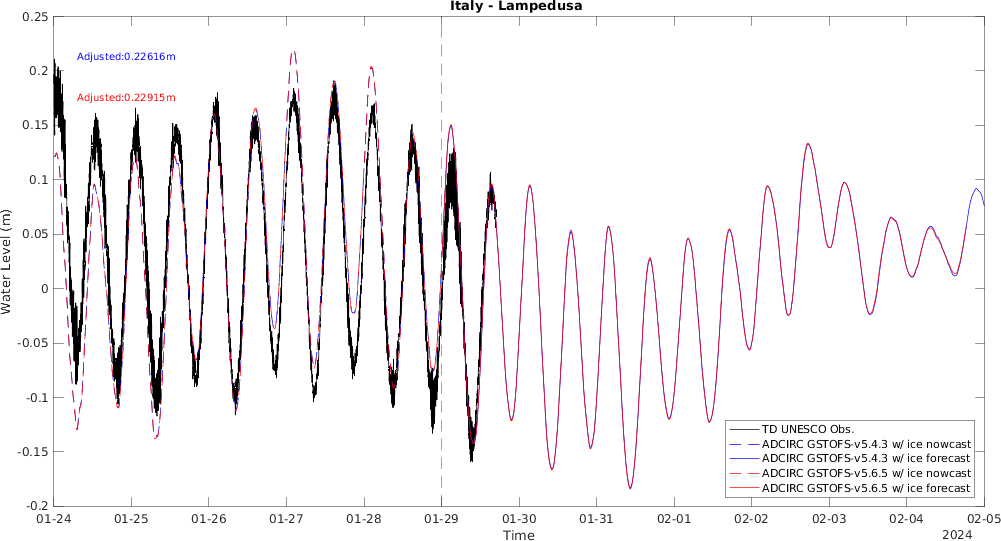 Italy - Lampedusa
0.25
0.2
0.15
0.1
0.05
0
-0.05
-0.1
-0.15
-0.2
Water Level (m)
Adjusted:0.22616m
Adjusted:0.22915m
TD UNESCO Obs.
ADCIRC GSTOFS-v5.4.3 w/ ice nowcast
ADCIRC GSTOFS-v5.4.3 w/ ice forecast
ADCIRC GSTOFS-v5.6.5 w/ ice nowcast
ADCIRC GSTOFS-v5.6.5 w/ ice forecast
01-24 01-25 01-26 01-27 01-28 01-29 01-30 01-31 02-01 02-02 02-03 02-04 02-05
Time
2024